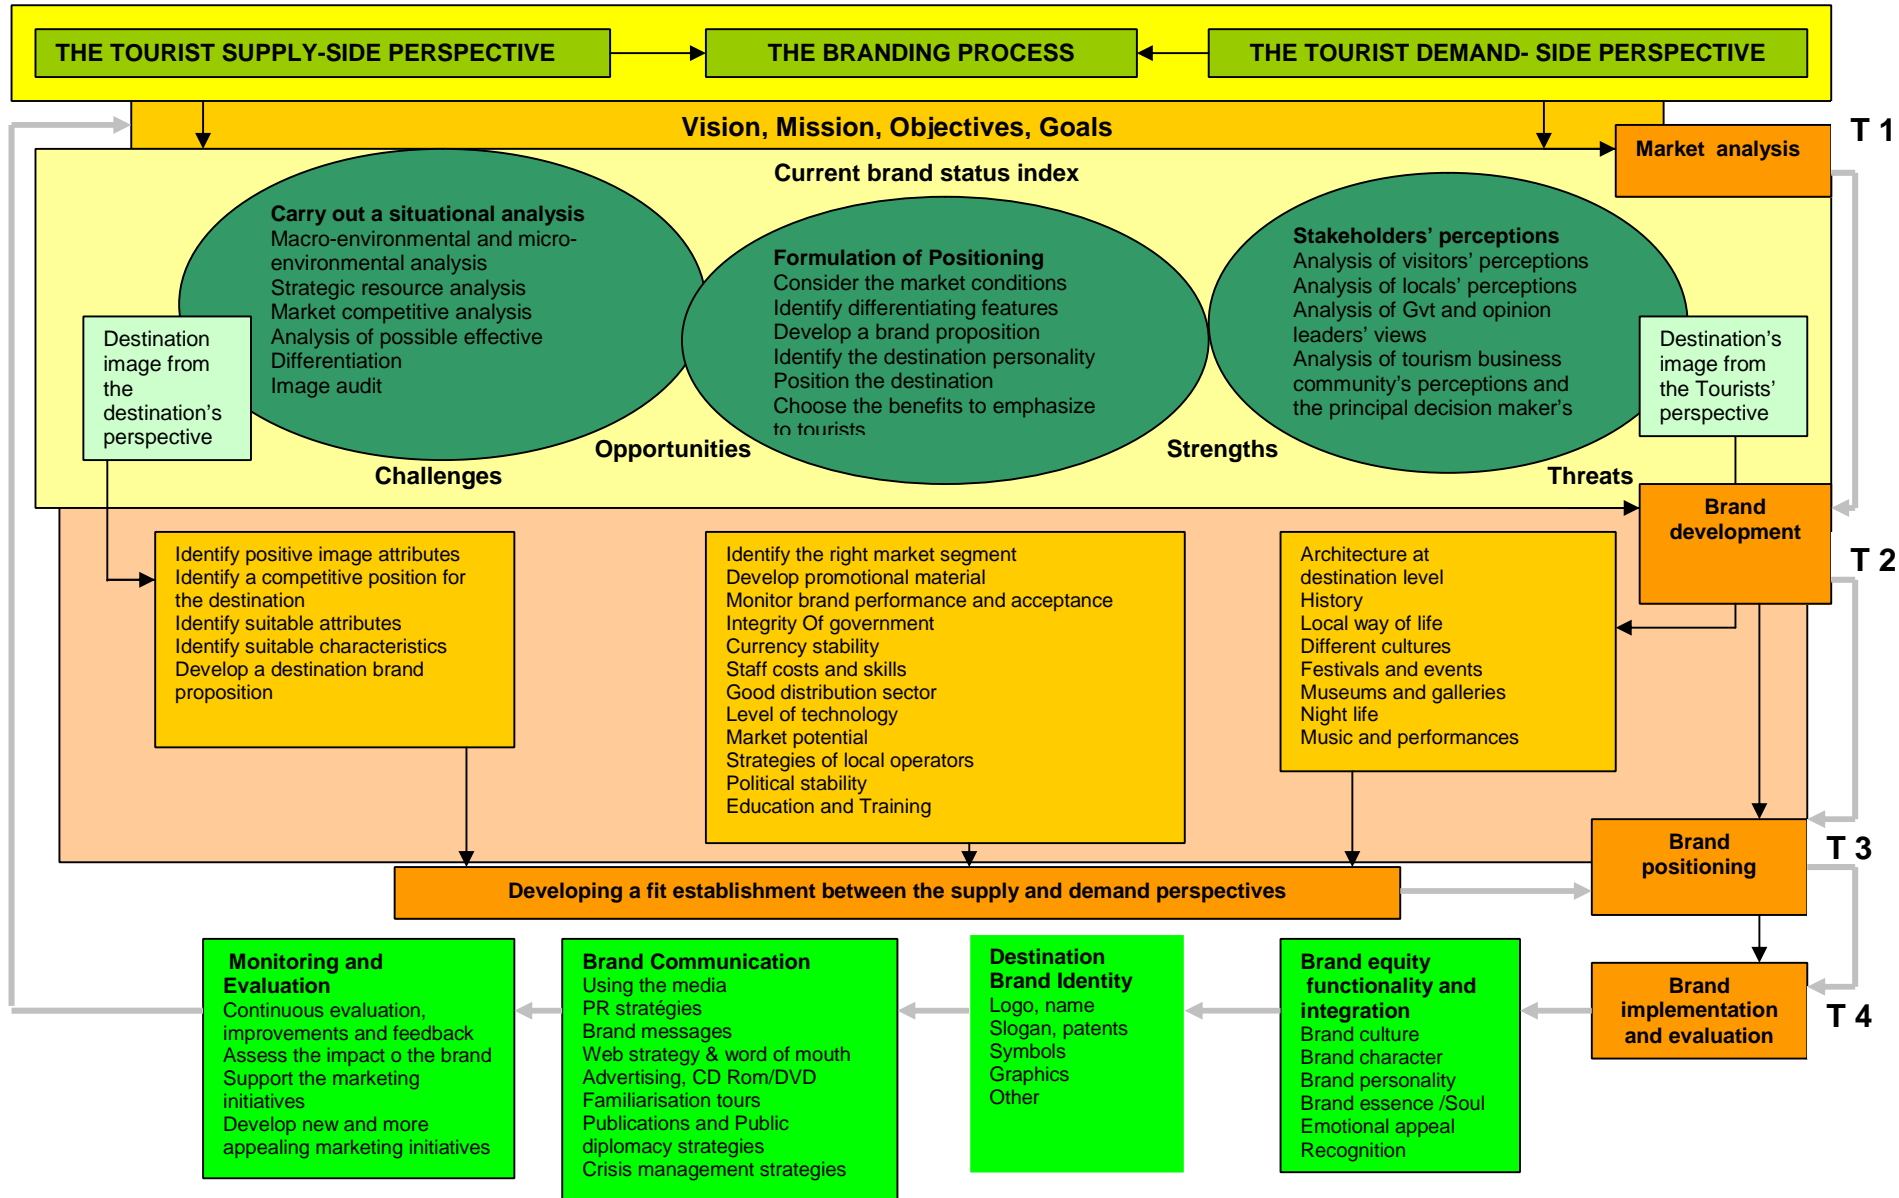 THE TOURIST SUPPLY-SIDE PERSPECTIVE
THE BRANDING PROCESS
THE TOURIST DEMAND- SIDE PERSPECTIVE
Vision, Mission, Objectives, Goals
T 1
Market analysis
Current brand status index
Carry out a situational analysis
Macro-environmental and micro-
environmental analysis
Strategic resource analysis
Market competitive analysis
Analysis of possible effective
Differentiation
Image audit
Formulation of Positioning
Consider the market conditions
Identify differentiating features
Develop a brand proposition
Identify the destination personality
Position the destination
Choose the benefits to emphasize
to tourists
Stakeholders’ perceptions
Analysis of visitors’ perceptions
Analysis of locals’ perceptions
Analysis of Gvt and opinion
leaders’ views
Analysis of tourism business
community’s perceptions and
the principal decision maker’s
Destination
image from
the
destination’s
perspective
Destination’s
image from
the Tourists’
perspective
Challenges
Opportunities
Strengths
Threats
Brand
development
T 2
Identify positive image attributes
Identify a competitive position for
the destination
Identify suitable attributes
Identify suitable characteristics
Develop a destination brand
proposition
Identify the right market segment
Develop promotional material
Monitor brand performance and acceptance
Integrity Of government
Currency stability
Staff costs and skills
Good distribution sector
Level of technology
Market potential
Strategies of local operators
Political stability
Education and Training
Architecture at
destination level
History
Local way of life
Different cultures
Festivals and events
Museums and galleries
Night life
Music and performances
Brand
positioning
T 3
Developing a fit establishment between the supply and demand perspectives
Monitoring and
Evaluation
Continuous evaluation,
improvements and feedback
Assess the impact o the brand
Support the marketing
initiatives
Develop new and more
appealing marketing initiatives
Brand Communication
Using the media
PR stratégies
Brand messages
Web strategy & word of mouth
Advertising, CD Rom/DVD
Familiarisation tours
Publications and Public
diplomacy strategies
Crisis management strategies
Destination
Brand Identity
Logo, name
Slogan, patents
Symbols
Graphics
Other
Brand equity
functionality and
integration
Brand culture
Brand character
Brand personality
Brand essence /Soul
Emotional appeal
Recognition
Brand
implementation
and evaluation
T 4